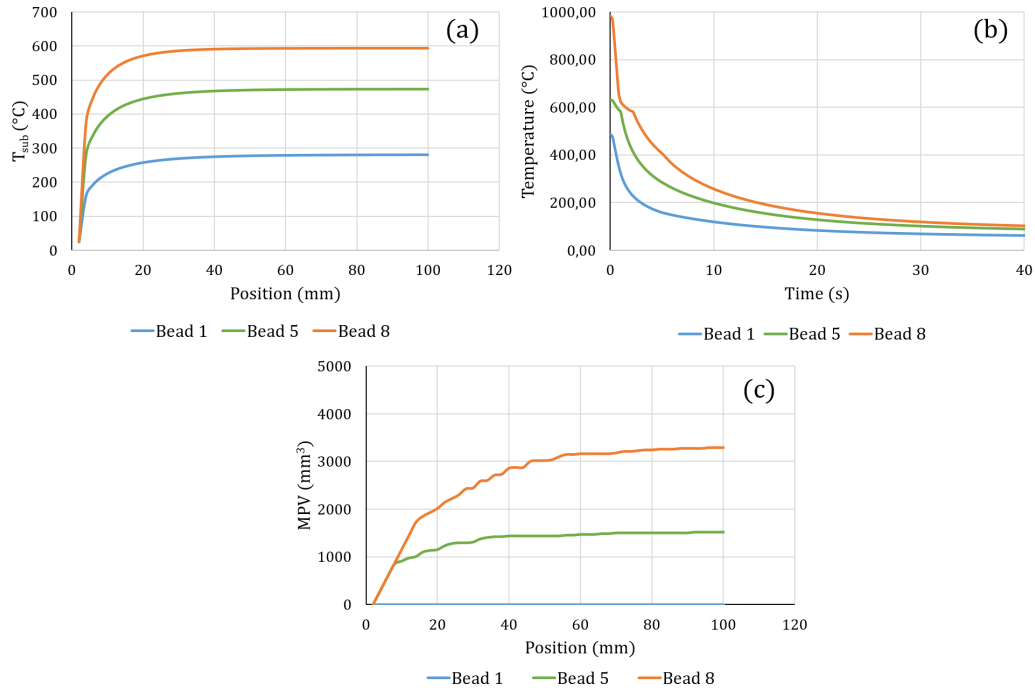 (a)
700
600
500
400
300
200
100
0
T_sub (°C)
0 20 40 60 80 100 120
Position (mm)
Bead 1 Bead 5 Bead 8
(b)
1000,00
800,00
600,00
400,00
200,00
0,00
Temperature (°C)
0 10 20 30 40
Time (s)
Bead 1 Bead 5 Bead 8
(c)
5000
4000
3000
2000
1000
0
MPV (mm³)
0 20 40 60 80 100 120
Position (mm)
Bead 1 Bead 5 Bead 8